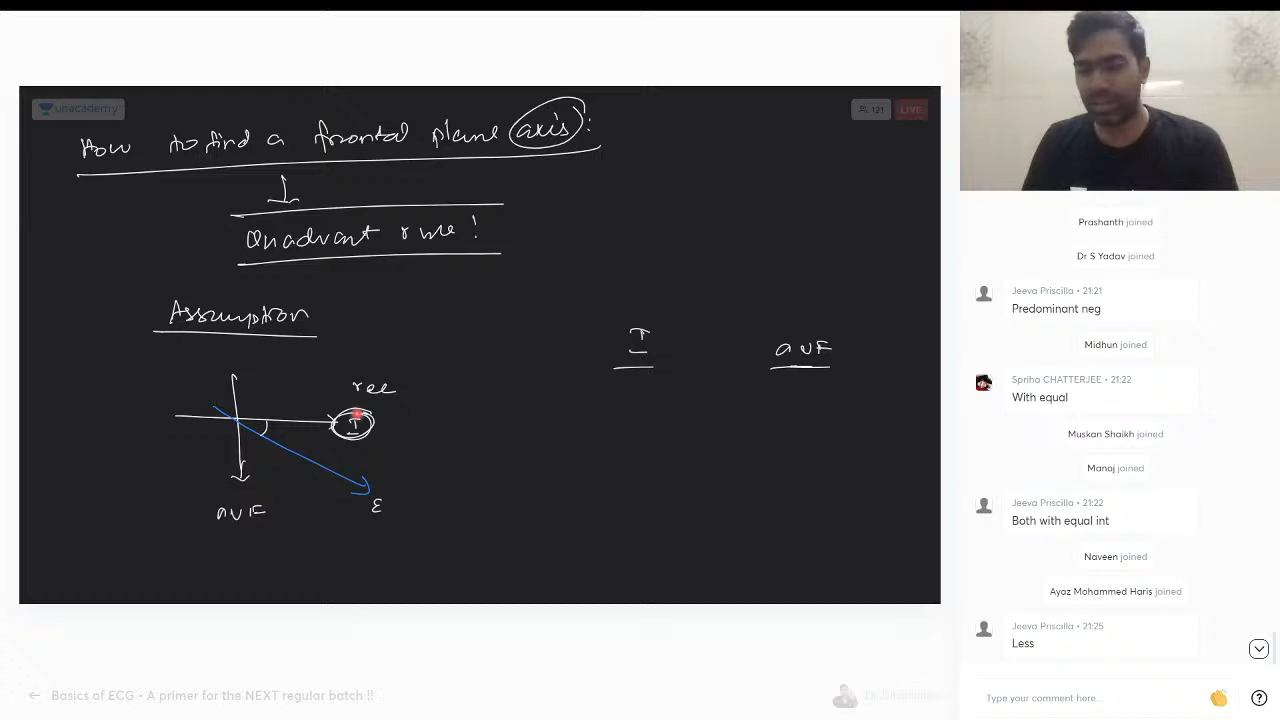 unacademy
121 LIVE
How to find a frontal plane axis:
Quadrant rule!
Assumption
I aVF
ree
I
aVF
E
Prashanth joined
Dr S Yadav joined
Jeeva Priscilla • 21:21
Predominant neg
Midhun joined
Spriha CHATTERJEE • 21:22
With equal
Muskan Shaikh joined
Manoj joined
Jeeva Priscilla • 21:22
Both with equal int
Naveen joined
Ayaz Mohammed Haris joined
Jeeva Priscilla • 21:25
Less
Basics of ECG • A primer for the NEXT regular batch !!
Type your comment here..